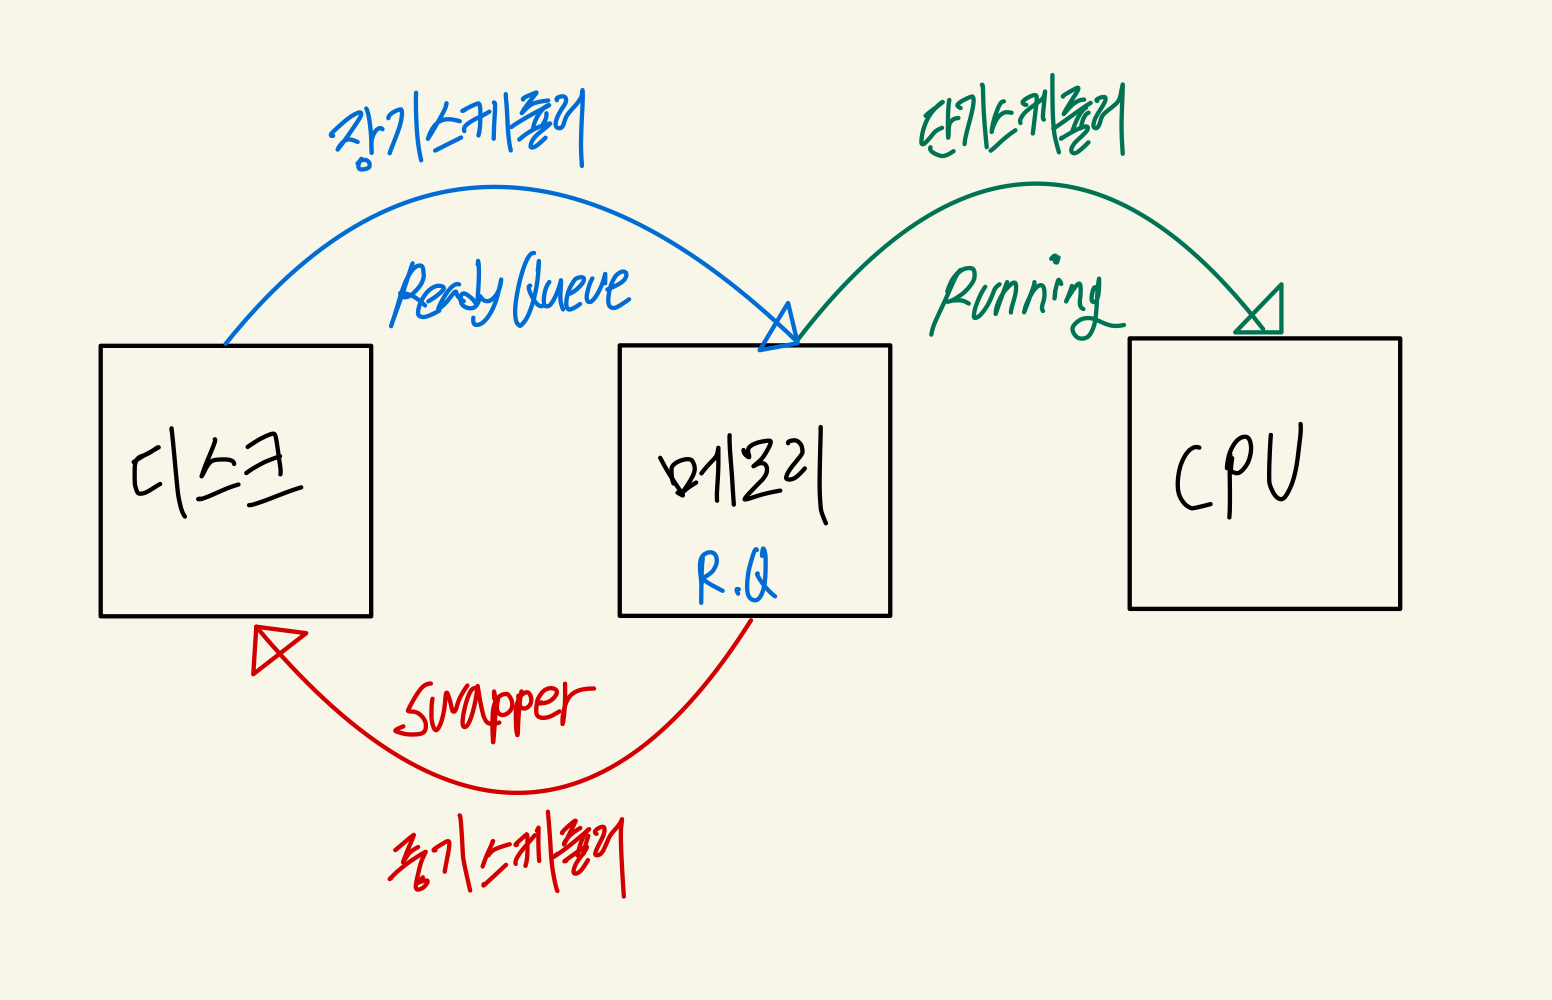 장기스케줄러
단기스케줄러
Ready Queue
Running
디스크
메모리
CPU
R.Q
Swapper
중기스케줄러